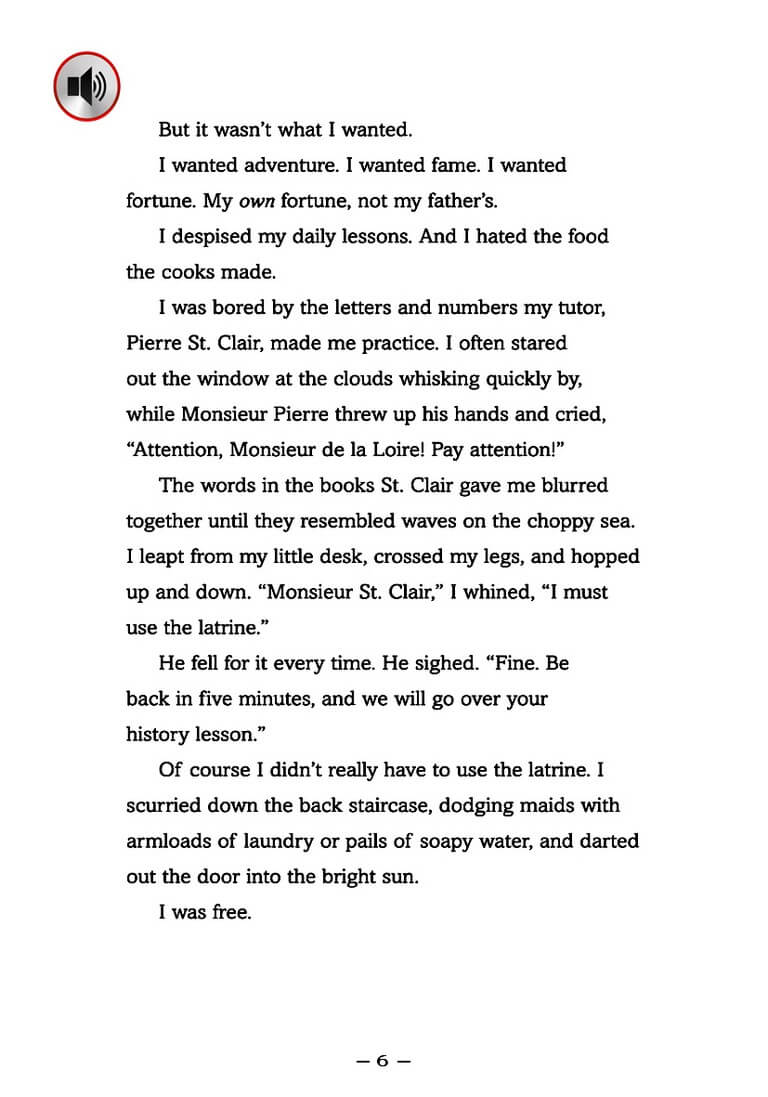 But it wasn’t what I wanted.
I wanted adventure. I wanted fame. I wanted
fortune. My own fortune, not my father’s.
I despised my daily lessons. And I hated the food
the cooks made.
I was bored by the letters and numbers my tutor,
Pierre St. Clair, made me practice. I often stared
out the window at the clouds whisking quickly by,
while Monsieur Pierre threw up his hands and cried,
“Attention, Monsieur de la Loire! Pay attention!”
The words in the books St. Clair gave me blurred
together until they resembled waves on the choppy sea.
I leapt from my little desk, crossed my legs, and hopped
up and down. “Monsieur St. Clair,” I whined, “I must
use the latrine.”
He fell for it every time. He sighed. “Fine. Be
back in five minutes, and we will go over your
history lesson.”
Of course I didn’t really have to use the latrine. I
scurried down the back staircase, dodging maids with
armloads of laundry or pails of soapy water, and darted
out the door into the bright sun.
I was free.
— 6 —